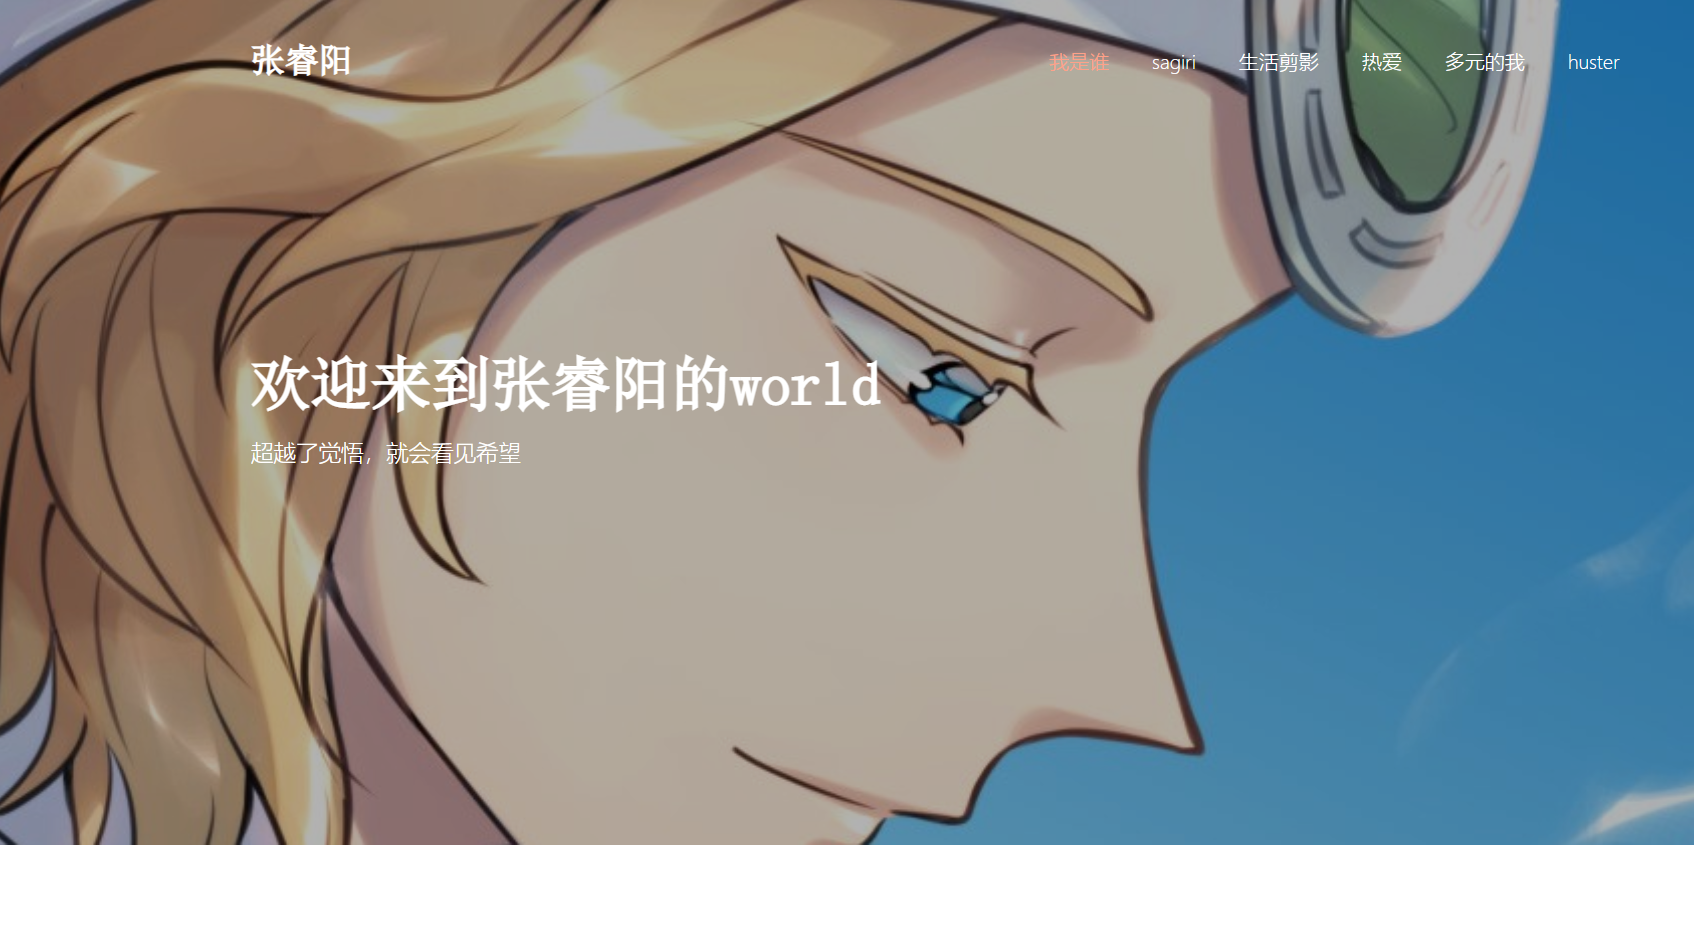 张睿阳
我是谁 sagiri 生活剪影 热爱 多元的我 huster
欢迎来到张睿阳的world
超越了觉悟，就会看见希望